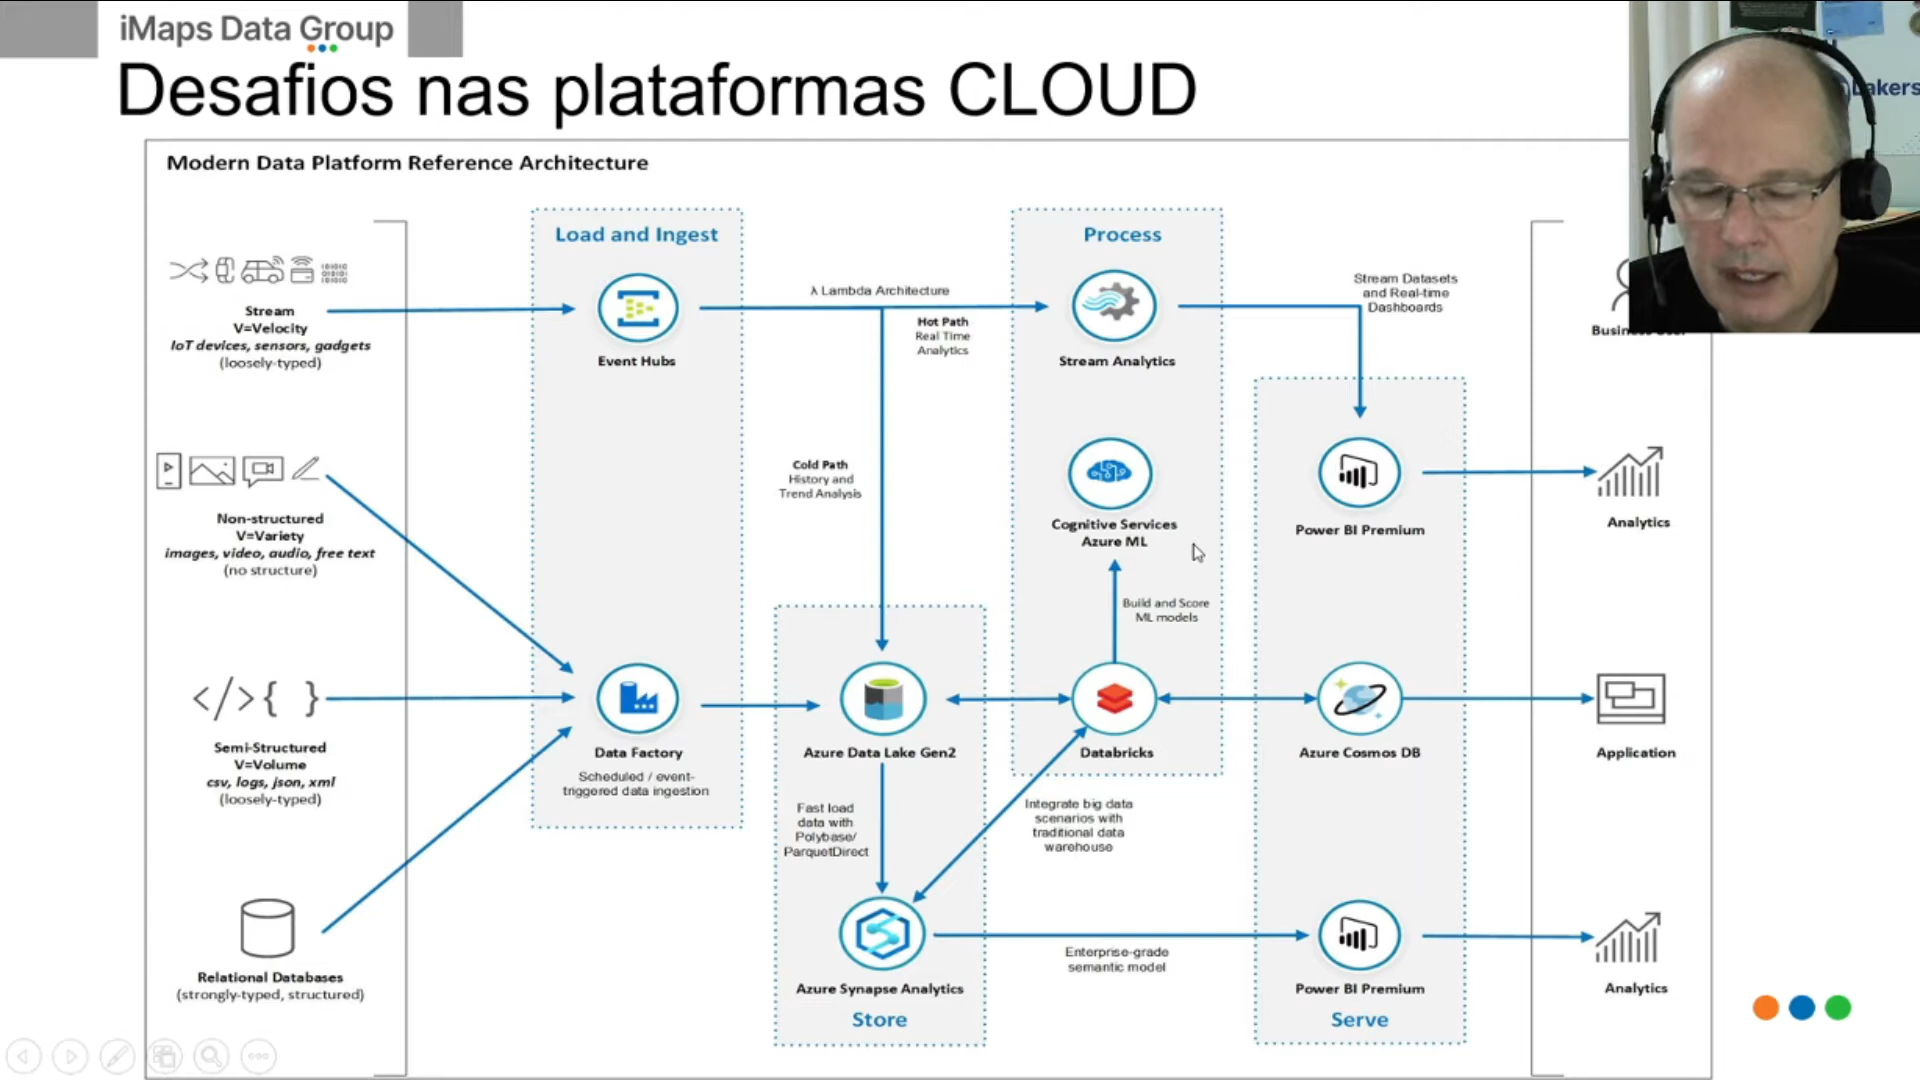 iMaps Data Group
Desafios nas plataformas CLOUD
Modern Data Platform Reference Architecture
Stream
V=Velocity
IoT devices, sensors, gadgets
(loosely-typed)
Non-structured
V=Variety
images, video, audio, free text
(no structure)
Semi-Structured
V=Volume
csv, logs, json, xml
(loosely-typed)
Relational Databases
(strongly-typed, structured)
Load and Ingest
Event Hubs
Data Factory
Scheduled / event-
triggered data ingestion
λ Lambda Architecture
Hot Path
Real Time
Analytics
Cold Path
History and
Trend Analysis
Azure Data Lake Gen2
Fast load
data with
Polybase/
ParquetDirect
Azure Synapse Analytics
Store
Process
Stream Analytics
Cognitive Services
Azure ML
Build and Score
ML models
Databricks
Integrate big data
scenarios with
traditional data
warehouse
Enterprise-grade
semantic model
Stream Datasets
and Real-time
Dashboards
Power BI Premium
Azure Cosmos DB
Power BI Premium
Serve
Analytics
Application
Analytics